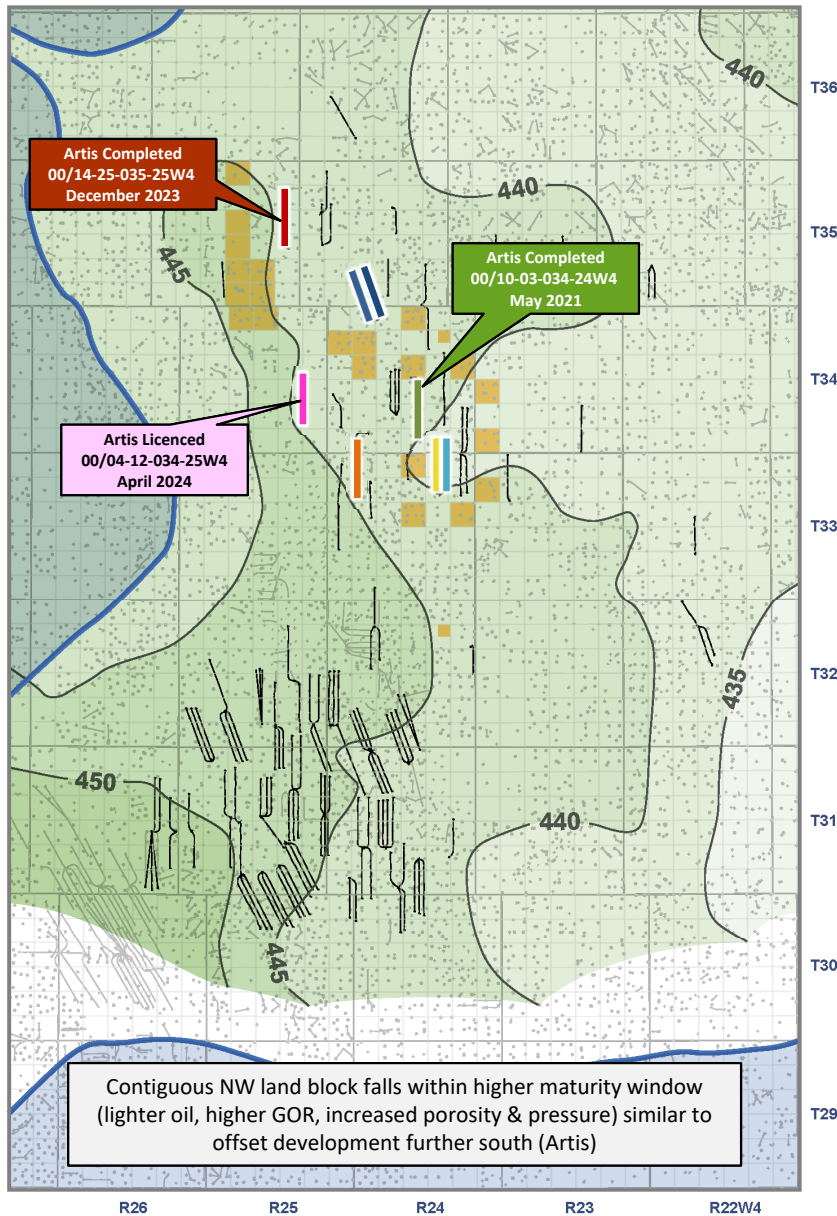 440
T36
Artis Completed
00/14-25-035-25W4
December 2023
440
T35
445
Artis Completed
00/10-03-034-24W4
May 2021
T34
Artis Licenced
00/04-12-034-25W4
April 2024
T33
T32
435
450
440
T31
445
T30
Contiguous NW land block falls within higher maturity window
(lighter oil, higher GOR, increased porosity & pressure) similar to
offset development further south (Artis)
T29
R26
R25
R24
R23
R22W4